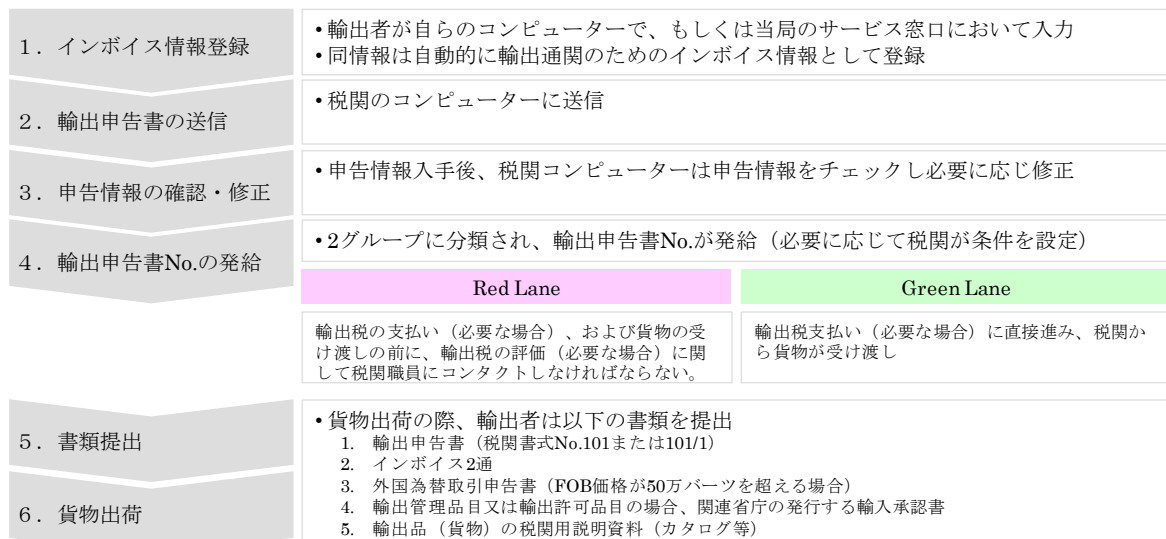 １．インボイス情報登録
• 輸出者が自らのコンピューターで、もしくは当局のサービス窓口において入力
• 同情報は自動的に輸出通関のためのインボイス情報として登録
２．輸出申告書の送信
• 税関のコンピューターに送信
３．申告情報の確認・修正
• 申告情報入手後、税関コンピューターは申告情報をチェックし必要に応じ修正
４．輸出申告書No.の発給
• 2グループに分類され、輸出申告書No.が発給（必要に応じて税関が条件を設定）
Red Lane
輸出税の支払い（必要な場合）、および貨物の受
け渡しの前に、輸出税の評価（必要な場合）に関
して税関職員にコンタクトしなければならない。
Green Lane
輸出税支払い（必要な場合）に直接進み、税関か
ら貨物が受け渡し
５．書類提出
６．貨物出荷
• 貨物出荷の際、輸出者は以下の書類を提出
1. 輸出申告書（税関書式No.101または101/1）
2. インボイス2通
3. 外国為替取引申告書（FOB価格が50万バーツを超える場合）
4. 輸出管理品目又は輸出許可品目の場合、関連省庁の発行する輸入承認書
5. 輸出品（貨物）の税関用説明資料（カタログ等）